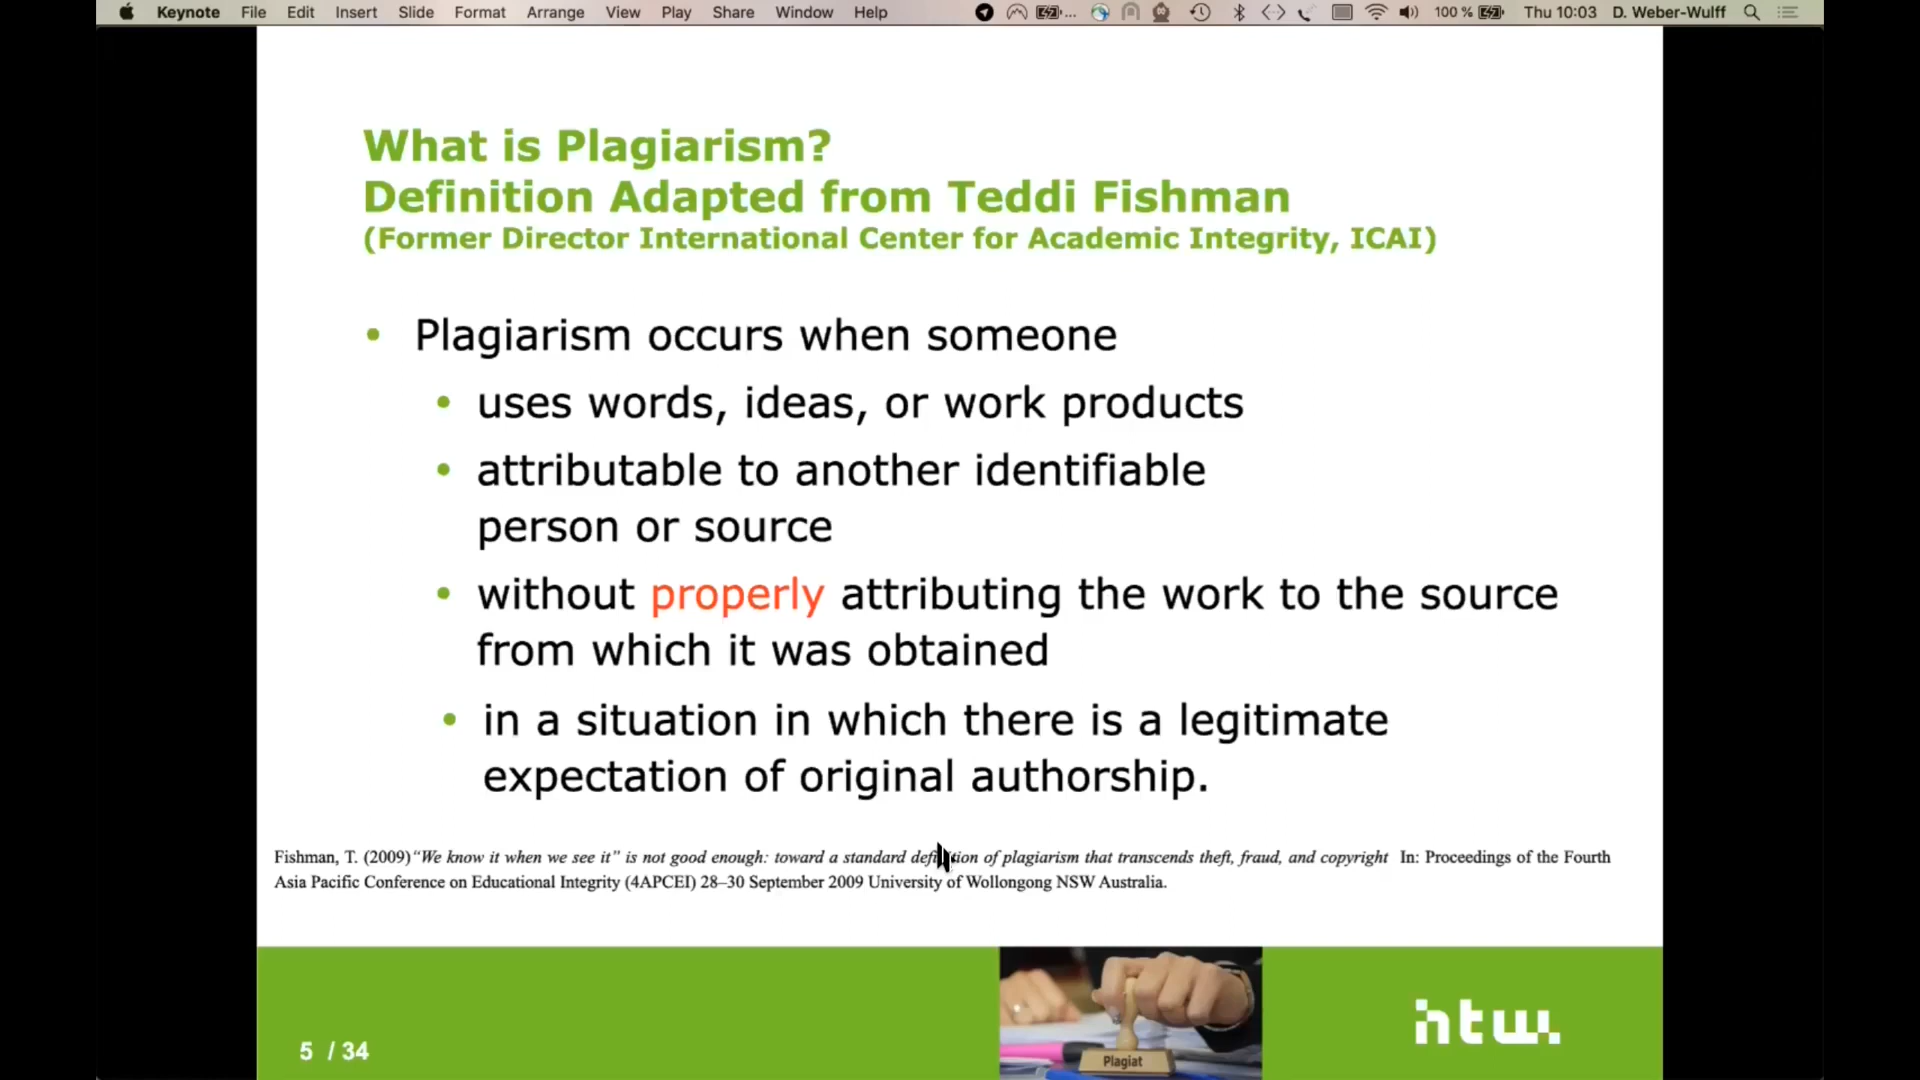 Keynote File Edit Insert Slide Format Arrange View Play Share Window Help 100 % Thu 10:03 D. Weber-Wulff
What is Plagiarism?
Definition Adapted from Teddi Fishman
(Former Director International Center for Academic Integrity, ICAI)
• Plagiarism occurs when someone
• uses words, ideas, or work products
• attributable to another identifiable
person or source
• without properly attributing the work to the source
from which it was obtained
• in a situation in which there is a legitimate
expectation of original authorship.
Fishman, T. (2009) “We know it when we see it” is not good enough: toward a standard definition of plagiarism that transcends theft, fraud, and copyright In: Proceedings of the Fourth
Asia Pacific Conference on Educational Integrity (4APCEI) 28–30 September 2009 University of Wollongong NSW Australia.
Plagiat
htw.
5 / 34